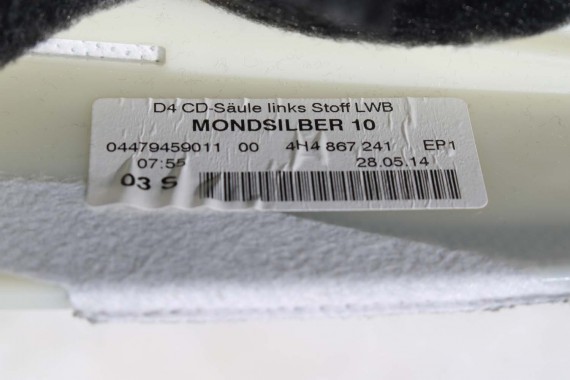 D4 CD-Säule links Stoff LWB
MONDSILBER 10
04479459011 00 4H4 867 241 EP1
07:55 28.05.14
03 S